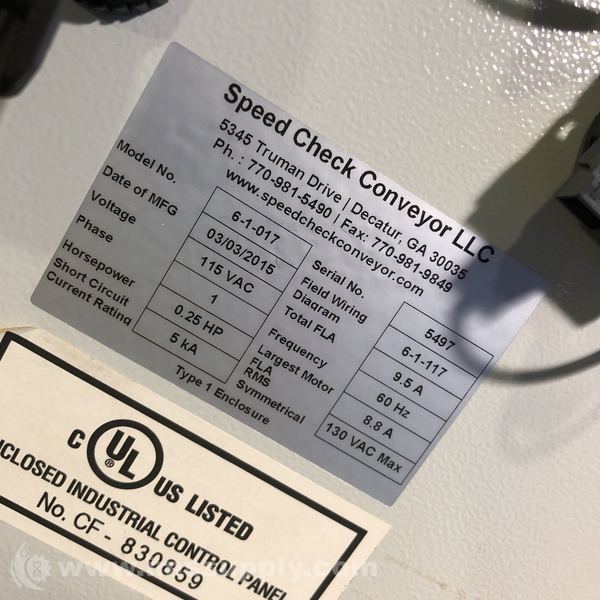 Speed Check Conveyor LLC
5345 Truman Drive / Decatur, GA 30035
Ph. : 770-981-5490 / Fax: 770-981-9849
www.speedcheckconveyor.com
Model No. 6-1-017 Serial No. 5497
Date of MFG 03/03/2015 Field Wiring Diagram 6-1-117
Voltage 115 VAC Total FLA 9.5 A
Phase 1 Frequency 60 Hz
Horsepower 0.25 HP Largest Motor FLA 8.8 A
Short Circuit Current Rating 5 kA RMS Symmetrical 130 VAC Max
Type 1 Enclosure
C UL ® US LISTED
NCLOSED INDUSTRIAL CONTROL PANEL
No. CF - 830859